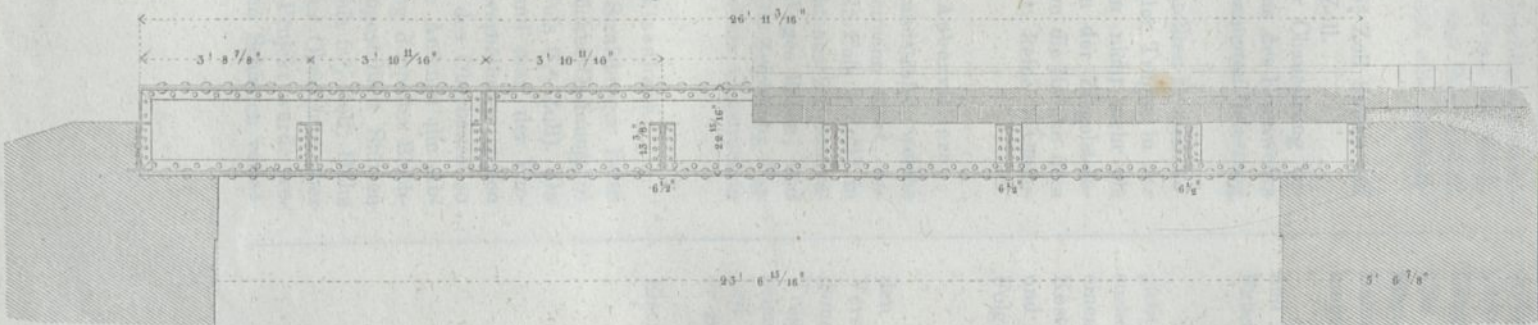 26' 11 3/16"
3' 8 7/8" 3' 10 11/16" 3' 10 11/16"
13 3/8"
22 15/16"
6 1/2" 6 1/2" 6 1/2"
23' 6 15/16" 5' 6 7/8"